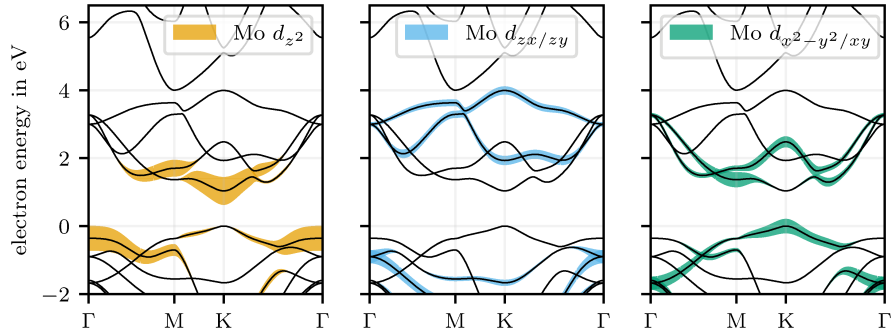 Mo d_{z^2}
Mo d_{zx/zy}
Mo d_{x^2-y^2/xy}
electron energy in eV
6
4
2
0
−2
Γ M K Γ
Γ M K Γ
Γ M K Γ